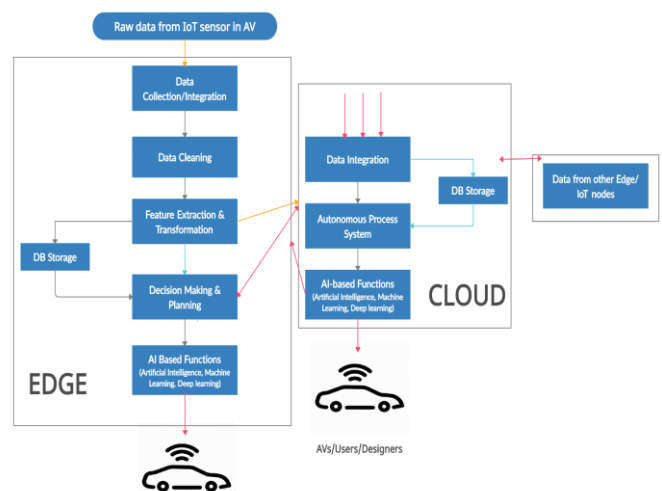 Raw data from IoT sensor in AV
Data
Collection/Integration
Data Cleaning
Feature Extraction &
Transformation
DB Storage
Decision Making &
Planning
AI Based Functions
(Artificial Intelligence, Machine
Learning, Deep learning)
EDGE
Data Integration
DB Storage
Autonomous Process
System
AI-based Functions
(Artificial Intelligence, Machine
Learning, Deep learning)
CLOUD
Data from other Edge/
IoT nodes
AVs/Users/Designers